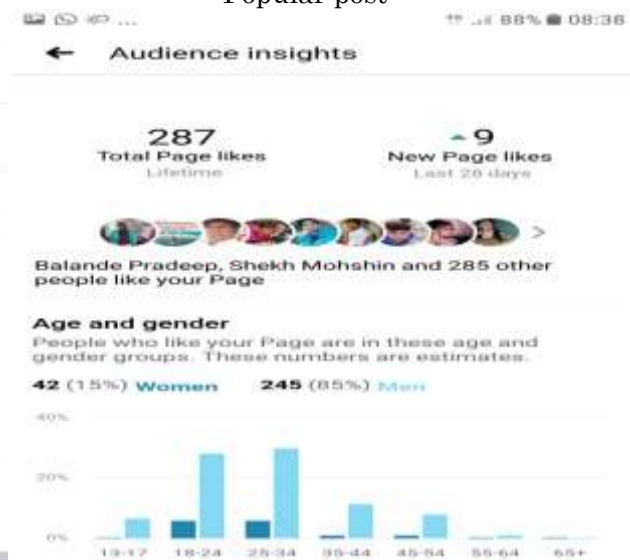 Popular post
88% 08:38
Audience insights
287
9
Total Page likes
New Page likes
Lifetime
Last 28 days
Balande Pradeep, Shekh Mohshin and 285 other
people like your Page
Age and gender
People who like your Page are in these age and
gender groups. These numbers are estimates.
42 (15%) Women 245 (85%) Men
40%
20%
0%
13-17 18-24 25-34 35-44 45-54 55-64 65+